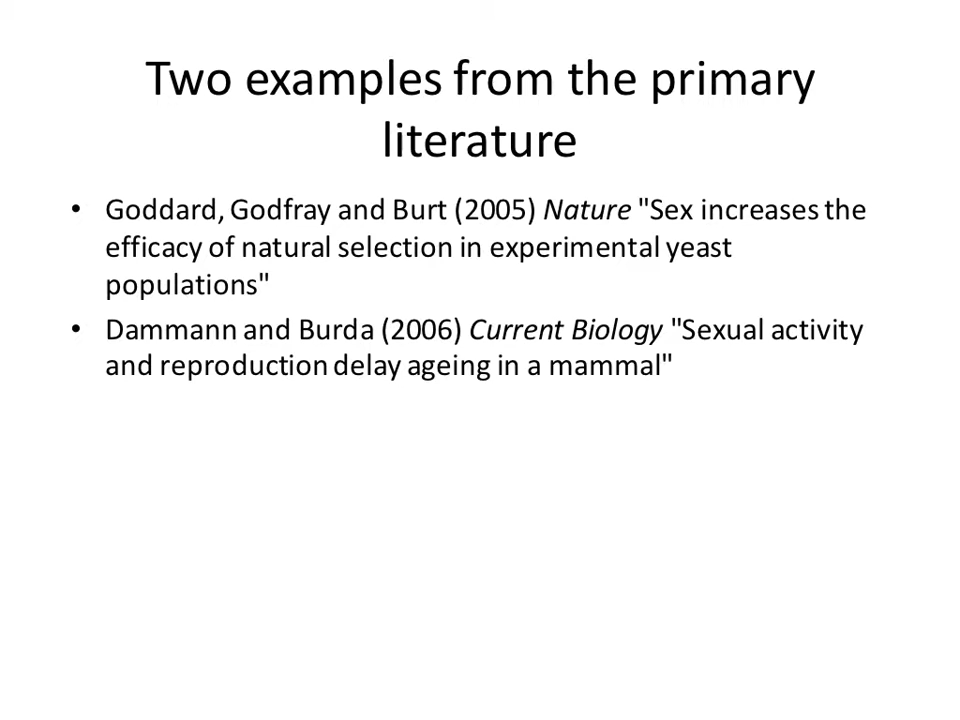 Two examples from the primary
literature
• Goddard, Godfray and Burt (2005) Nature "Sex increases the
efficacy of natural selection in experimental yeast
populations"
• Dammann and Burda (2006) Current Biology "Sexual activity
and reproduction delay ageing in a mammal"